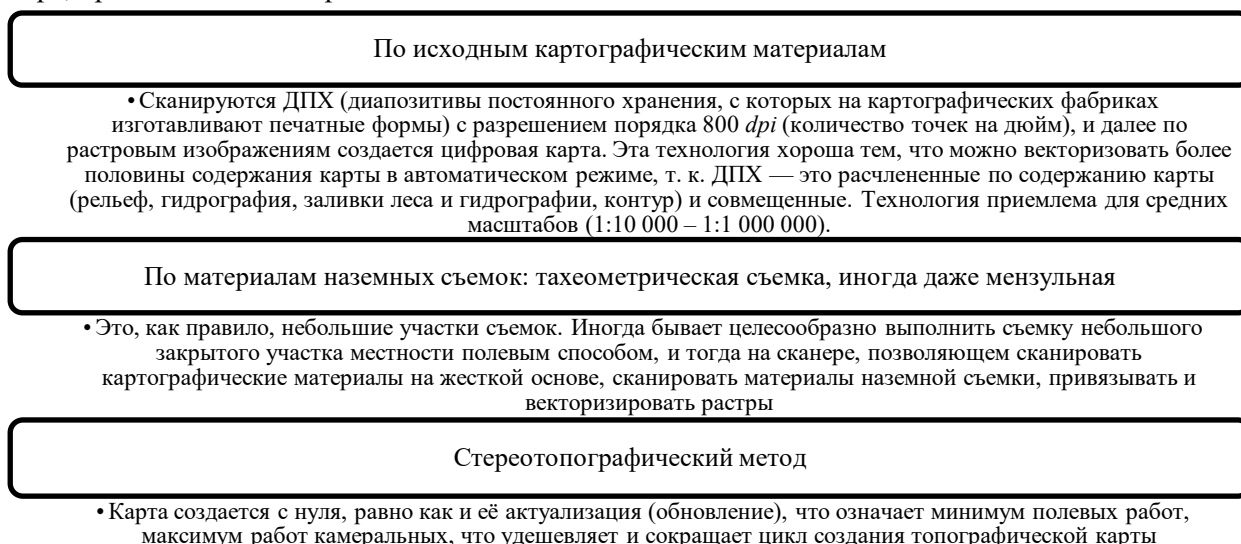 По исходным картографическим материалам
• Сканируются ДПХ (диапозитивы постоянного хранения, с которых на картографических фабриках
изготавливают печатные формы) с разрешением порядка 800 dpi (количество точек на дюйм), и далее по
растровым изображениям создается цифровая карта. Эта технология хороша тем, что можно векторизовать более
половины содержания карты в автоматическом режиме, т. к. ДПХ — это расчлененные по содержанию карты
(рельеф, гидрография, заливки леса и гидрографии, контур) и совмещенные. Технология приемлема для средних
масштабов (1:10 000 – 1:1 000 000).
По материалам наземных съемок: тахеометрическая съемка, иногда даже мензульная
• Это, как правило, небольшие участки съемок. Иногда бывает целесообразно выполнить съемку небольшого
закрытого участка местности полевым способом, и тогда на сканере, позволяющем сканировать
картографические материалы на жесткой основе, сканировать материалы наземной съемки, привязывать и
векторизировать растры
Стереотопографический метод
• Карта создается с нуля, равно как и её актуализация (обновление), что означает минимум полевых работ,
максимум работ камеральных, что удешевляет и сокращает цикл создания топографической карты